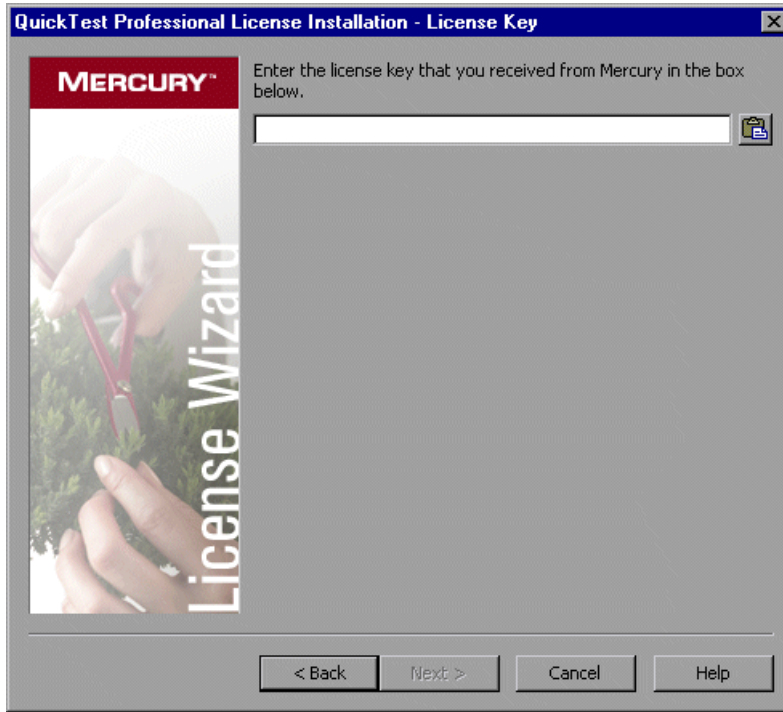 QuickTest Professional License Installation - License Key
MERCURY™
Enter the license key that you received from Mercury in the box
below.
License Wizard
< Back
Next >
Cancel
Help